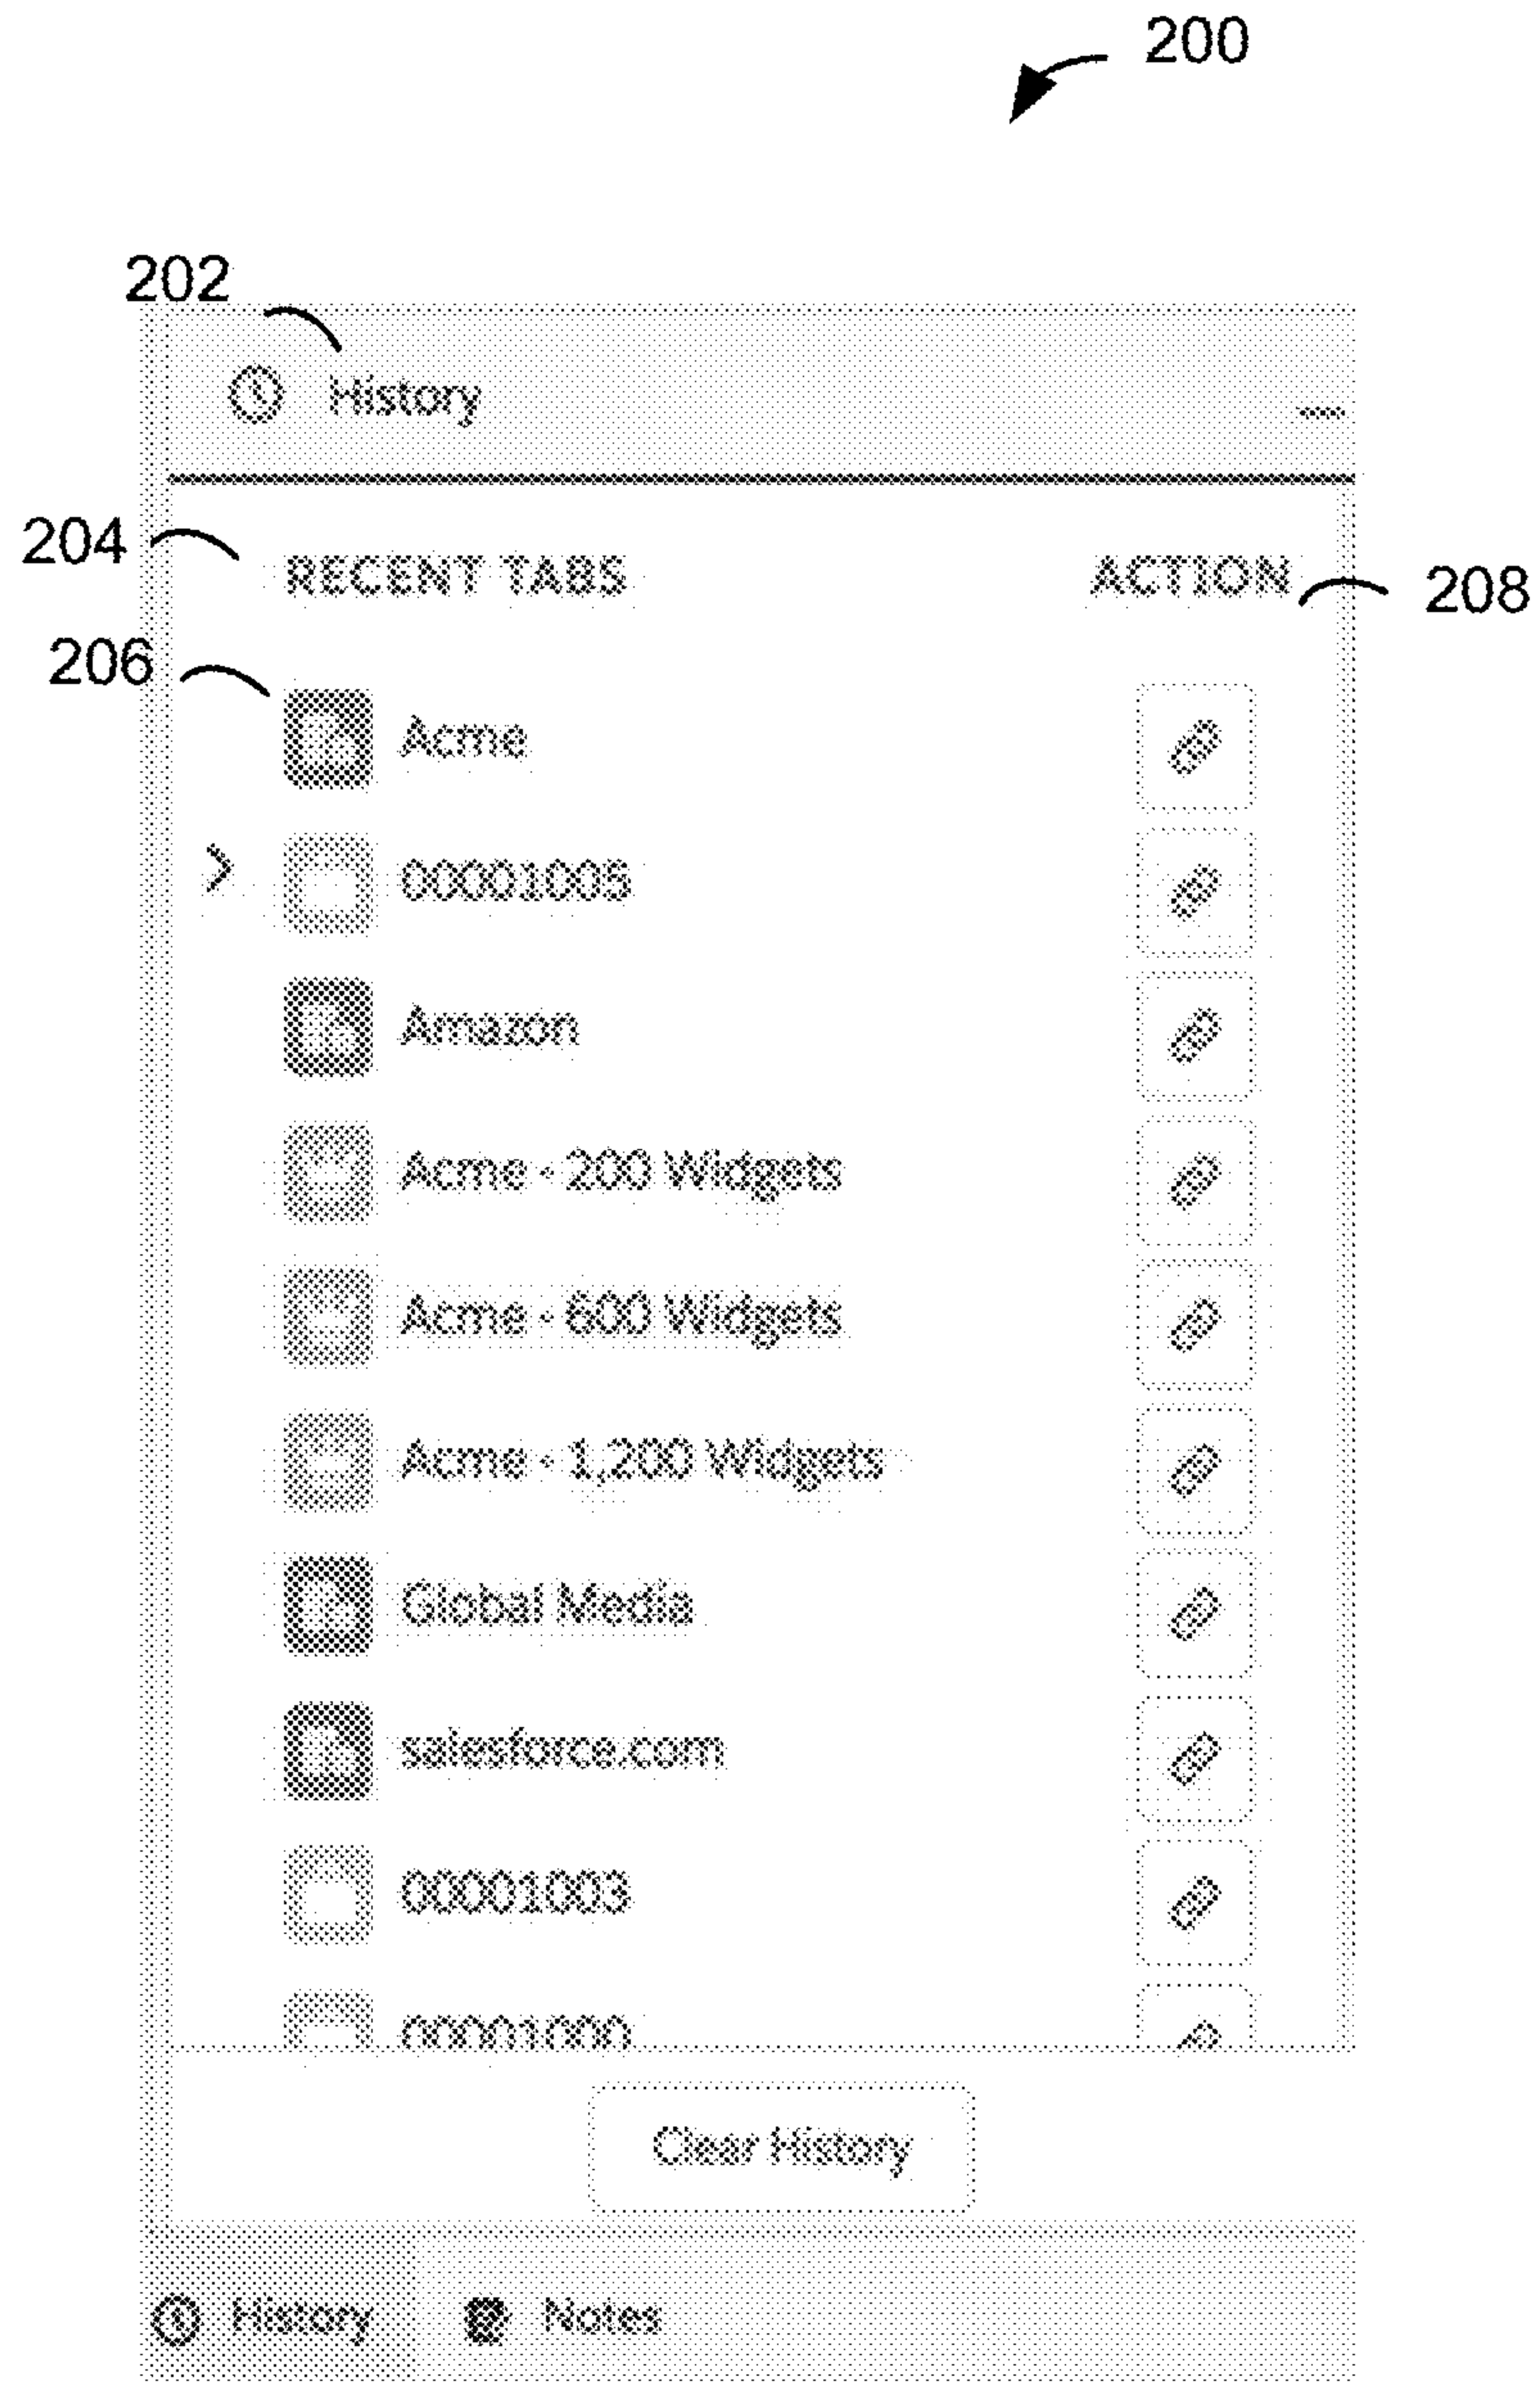 200
202
History
204
RECENT TABS
ACTION
208
206
Acme
00001005
Amazon
Acme - 200 Widgets
Acme - 600 Widgets
Acme - 1,200 Widgets
Global Media
salesforce.com
00001003
00001000
Clear History
History
Notes